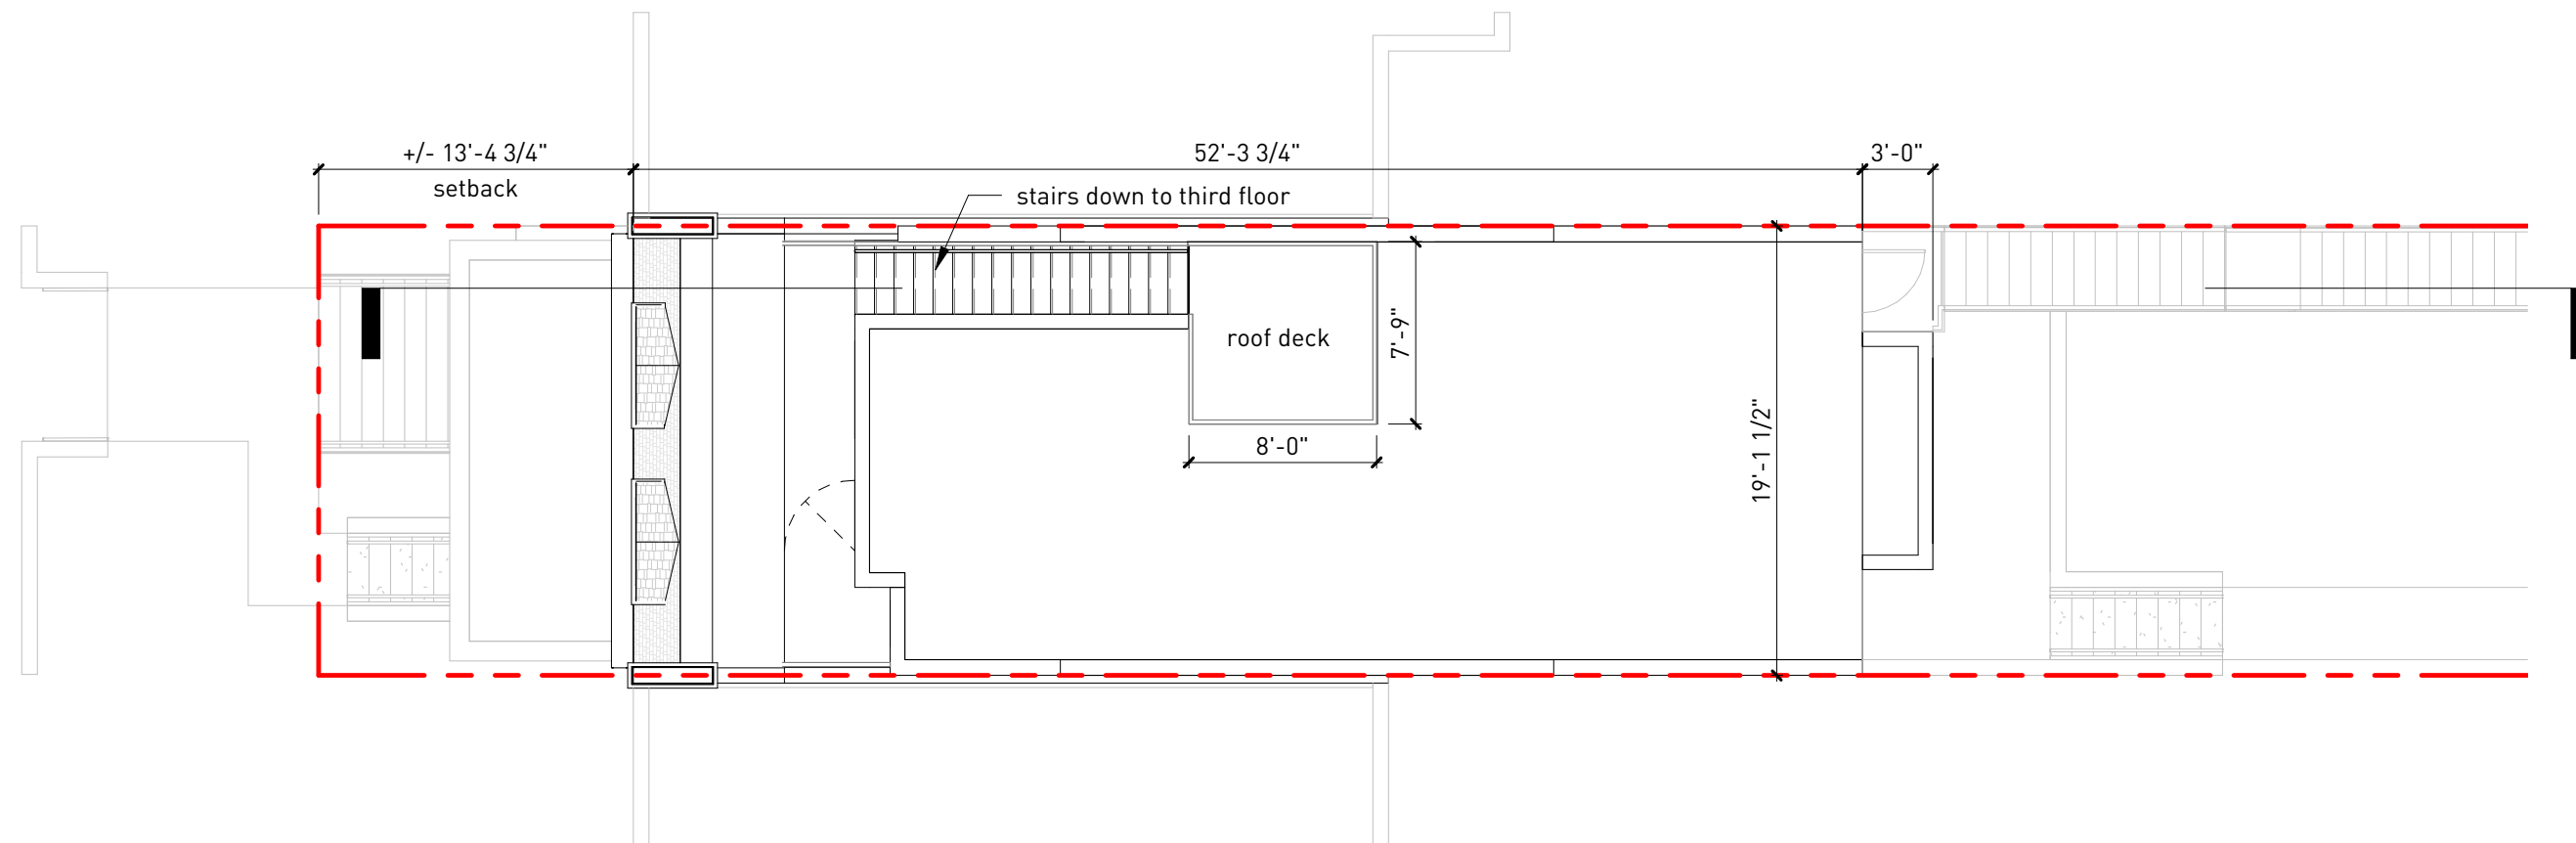 +/- 13'-4 3/4"
setback
52'-3 3/4"
3'-0"
stairs down to third floor
roof deck
7'-9"
8'-0"
19'-1 1/2"